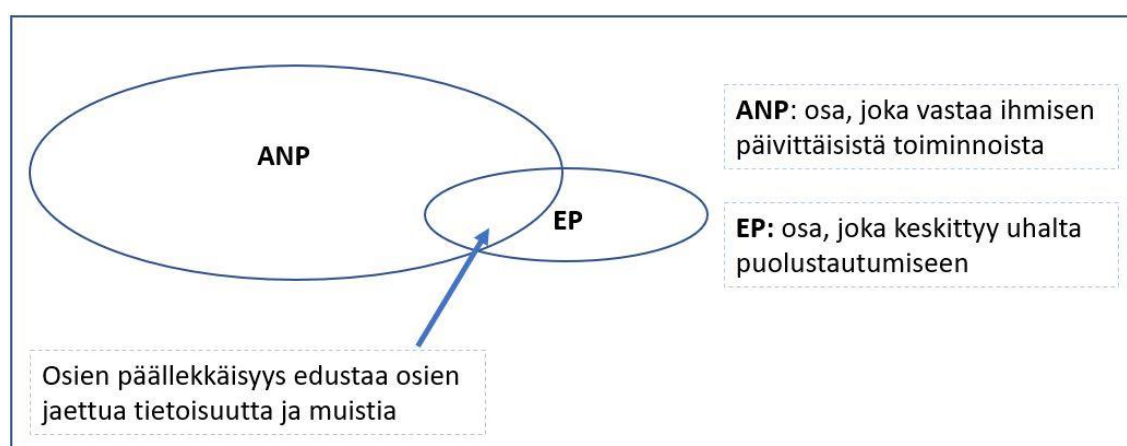 ANP
EP
ANP: osa, joka vastaa ihmisen
päivittäisistä toiminnoista
EP: osa, joka keskittyy uhalta
puolustautumiseen
Osien päällekkäisyys edustaa osien
jaettua tietoisuutta ja muistia